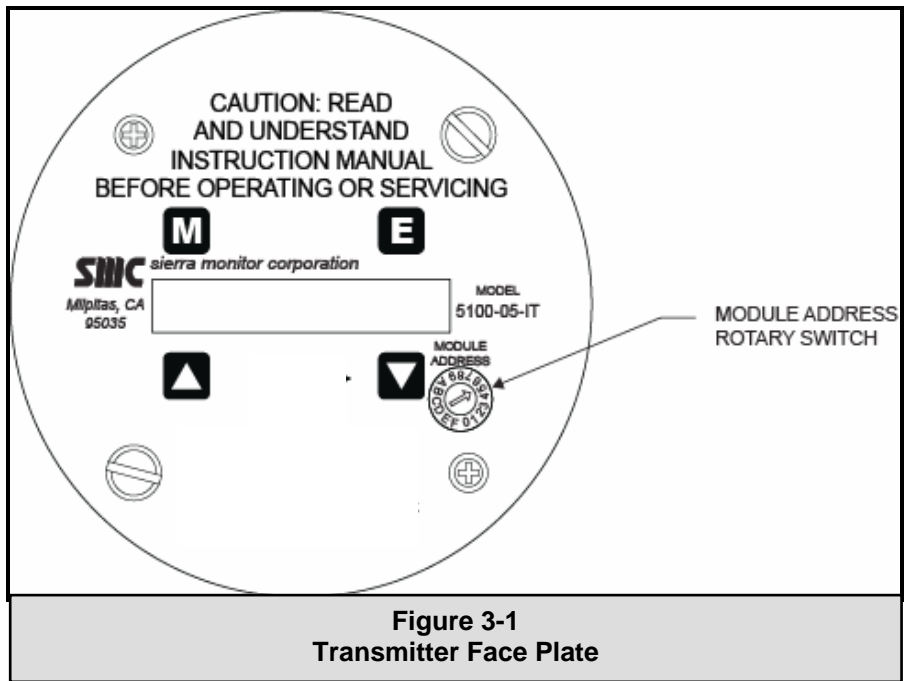 CAUTION: READ
AND UNDERSTAND
INSTRUCTION MANUAL
BEFORE OPERATING OR SERVICING
M E
SMC sierra monitor corporation
Milpitas, CA
95035
MODEL
5100-05-IT
MODULE
ADDRESS
0123456789ABCDEF
MODULE ADDRESS
ROTARY SWITCH
Figure 3-1
Transmitter Face Plate